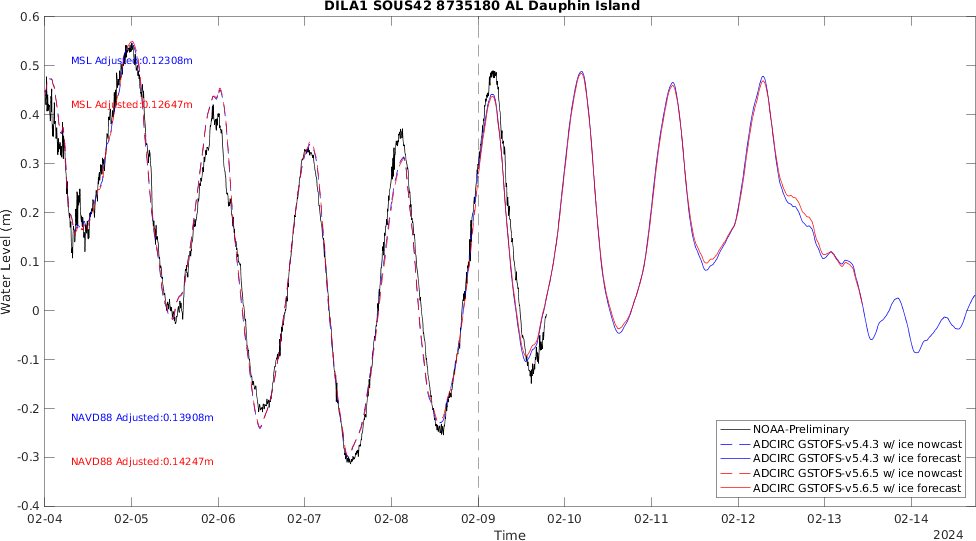 DILA1 SOUS42 8735180 AL Dauphin Island
0.6
0.5
0.4
0.3
0.2
0.1
0
-0.1
-0.2
-0.3
-0.4
Water Level (m)
MSL Adjusted:0.12308m
MSL Adjusted:0.12647m
NAVD88 Adjusted:0.13908m
NAVD88 Adjusted:0.14247m
NOAA-Preliminary
ADCIRC GSTOFS-v5.4.3 w/ ice nowcast
ADCIRC GSTOFS-v5.4.3 w/ ice forecast
ADCIRC GSTOFS-v5.6.5 w/ ice nowcast
ADCIRC GSTOFS-v5.6.5 w/ ice forecast
02-04 02-05 02-06 02-07 02-08 02-09 02-10 02-11 02-12 02-13 02-14
Time
2024